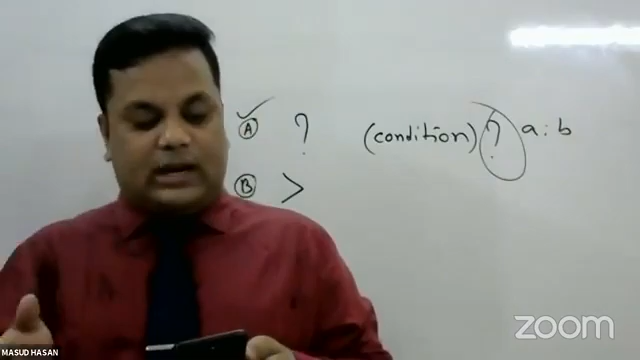 ✓
Ⓐ ? (condition) ? a : b
Ⓑ >
MASUD HASAN
zoom